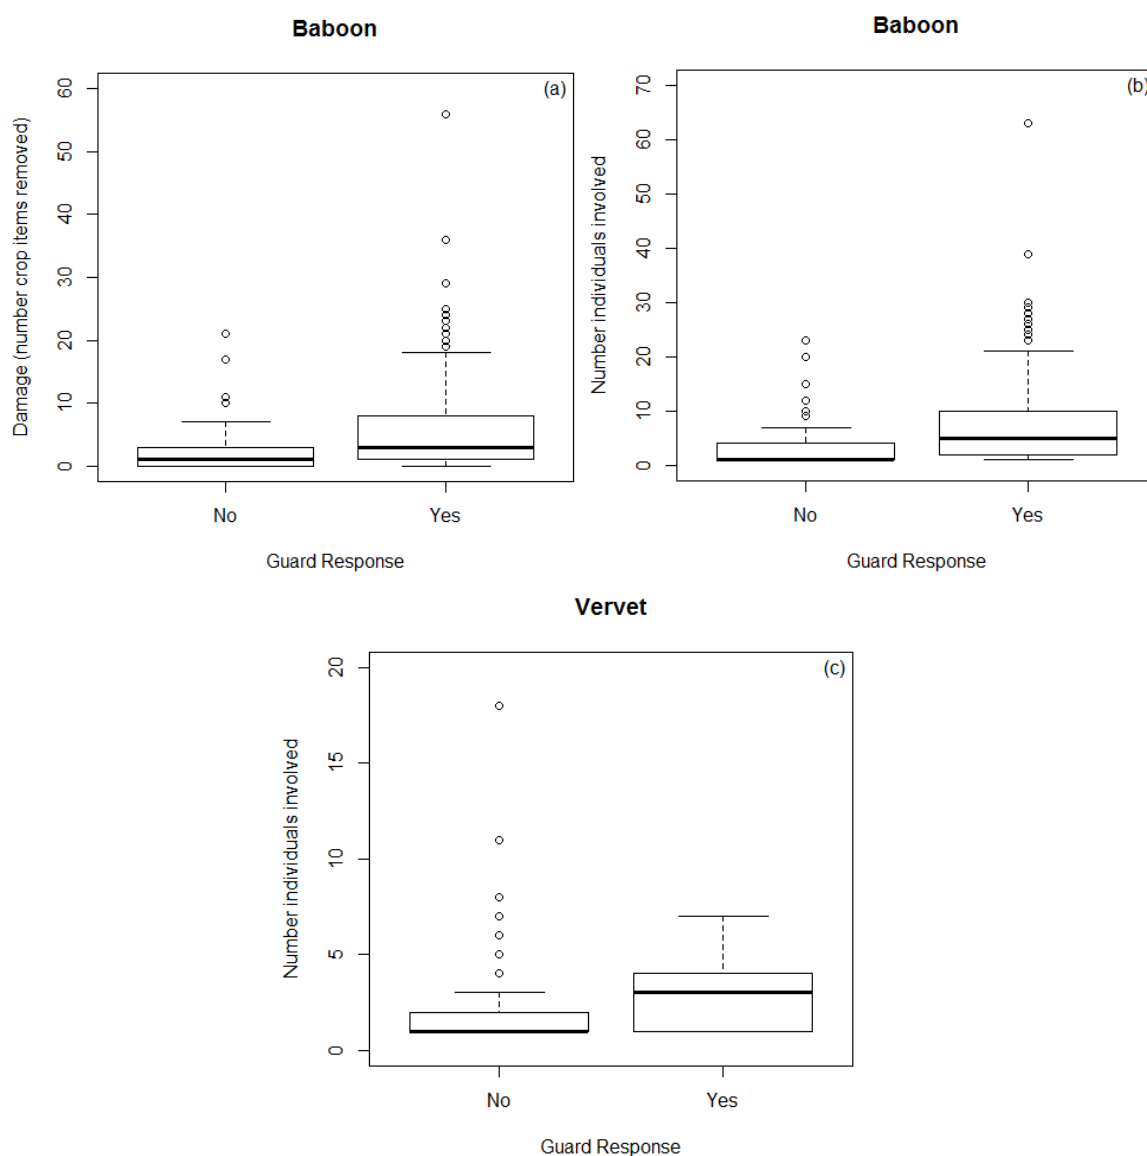 Baboon
(a)
Damage (number crop items removed)
60
50
40
30
20
10
0
No Yes
Guard Response
Baboon
(b)
Number individuals involved
70
60
50
40
30
20
10
0
No Yes
Guard Response
Vervet
(c)
Number individuals involved
20
15
10
5
0
No Yes
Guard Response